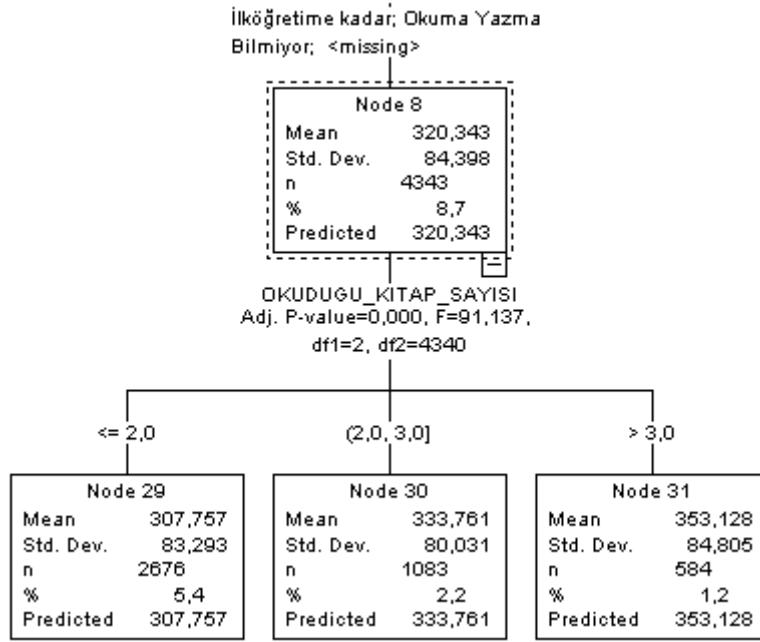 İlköğretime kadar; Okuma Yazma
Bilmiyor; <missing>
Node 8
Mean 320,343
Std. Dev. 84,398
n 4343
% 8,7
Predicted 320,343
OKUDUGU_KITAP_SAYISI
Adj. P-value=0,000, F=91,137,
df1=2, df2=4340
<= 2,0
(2,0, 3,0]
> 3,0
Node 29
Mean 307,757
Std. Dev. 83,293
n 2676
% 5,4
Predicted 307,757
Node 30
Mean 333,761
Std. Dev. 80,031
n 1083
% 2,2
Predicted 333,761
Node 31
Mean 353,128
Std. Dev. 84,805
n 584
% 1,2
Predicted 353,128